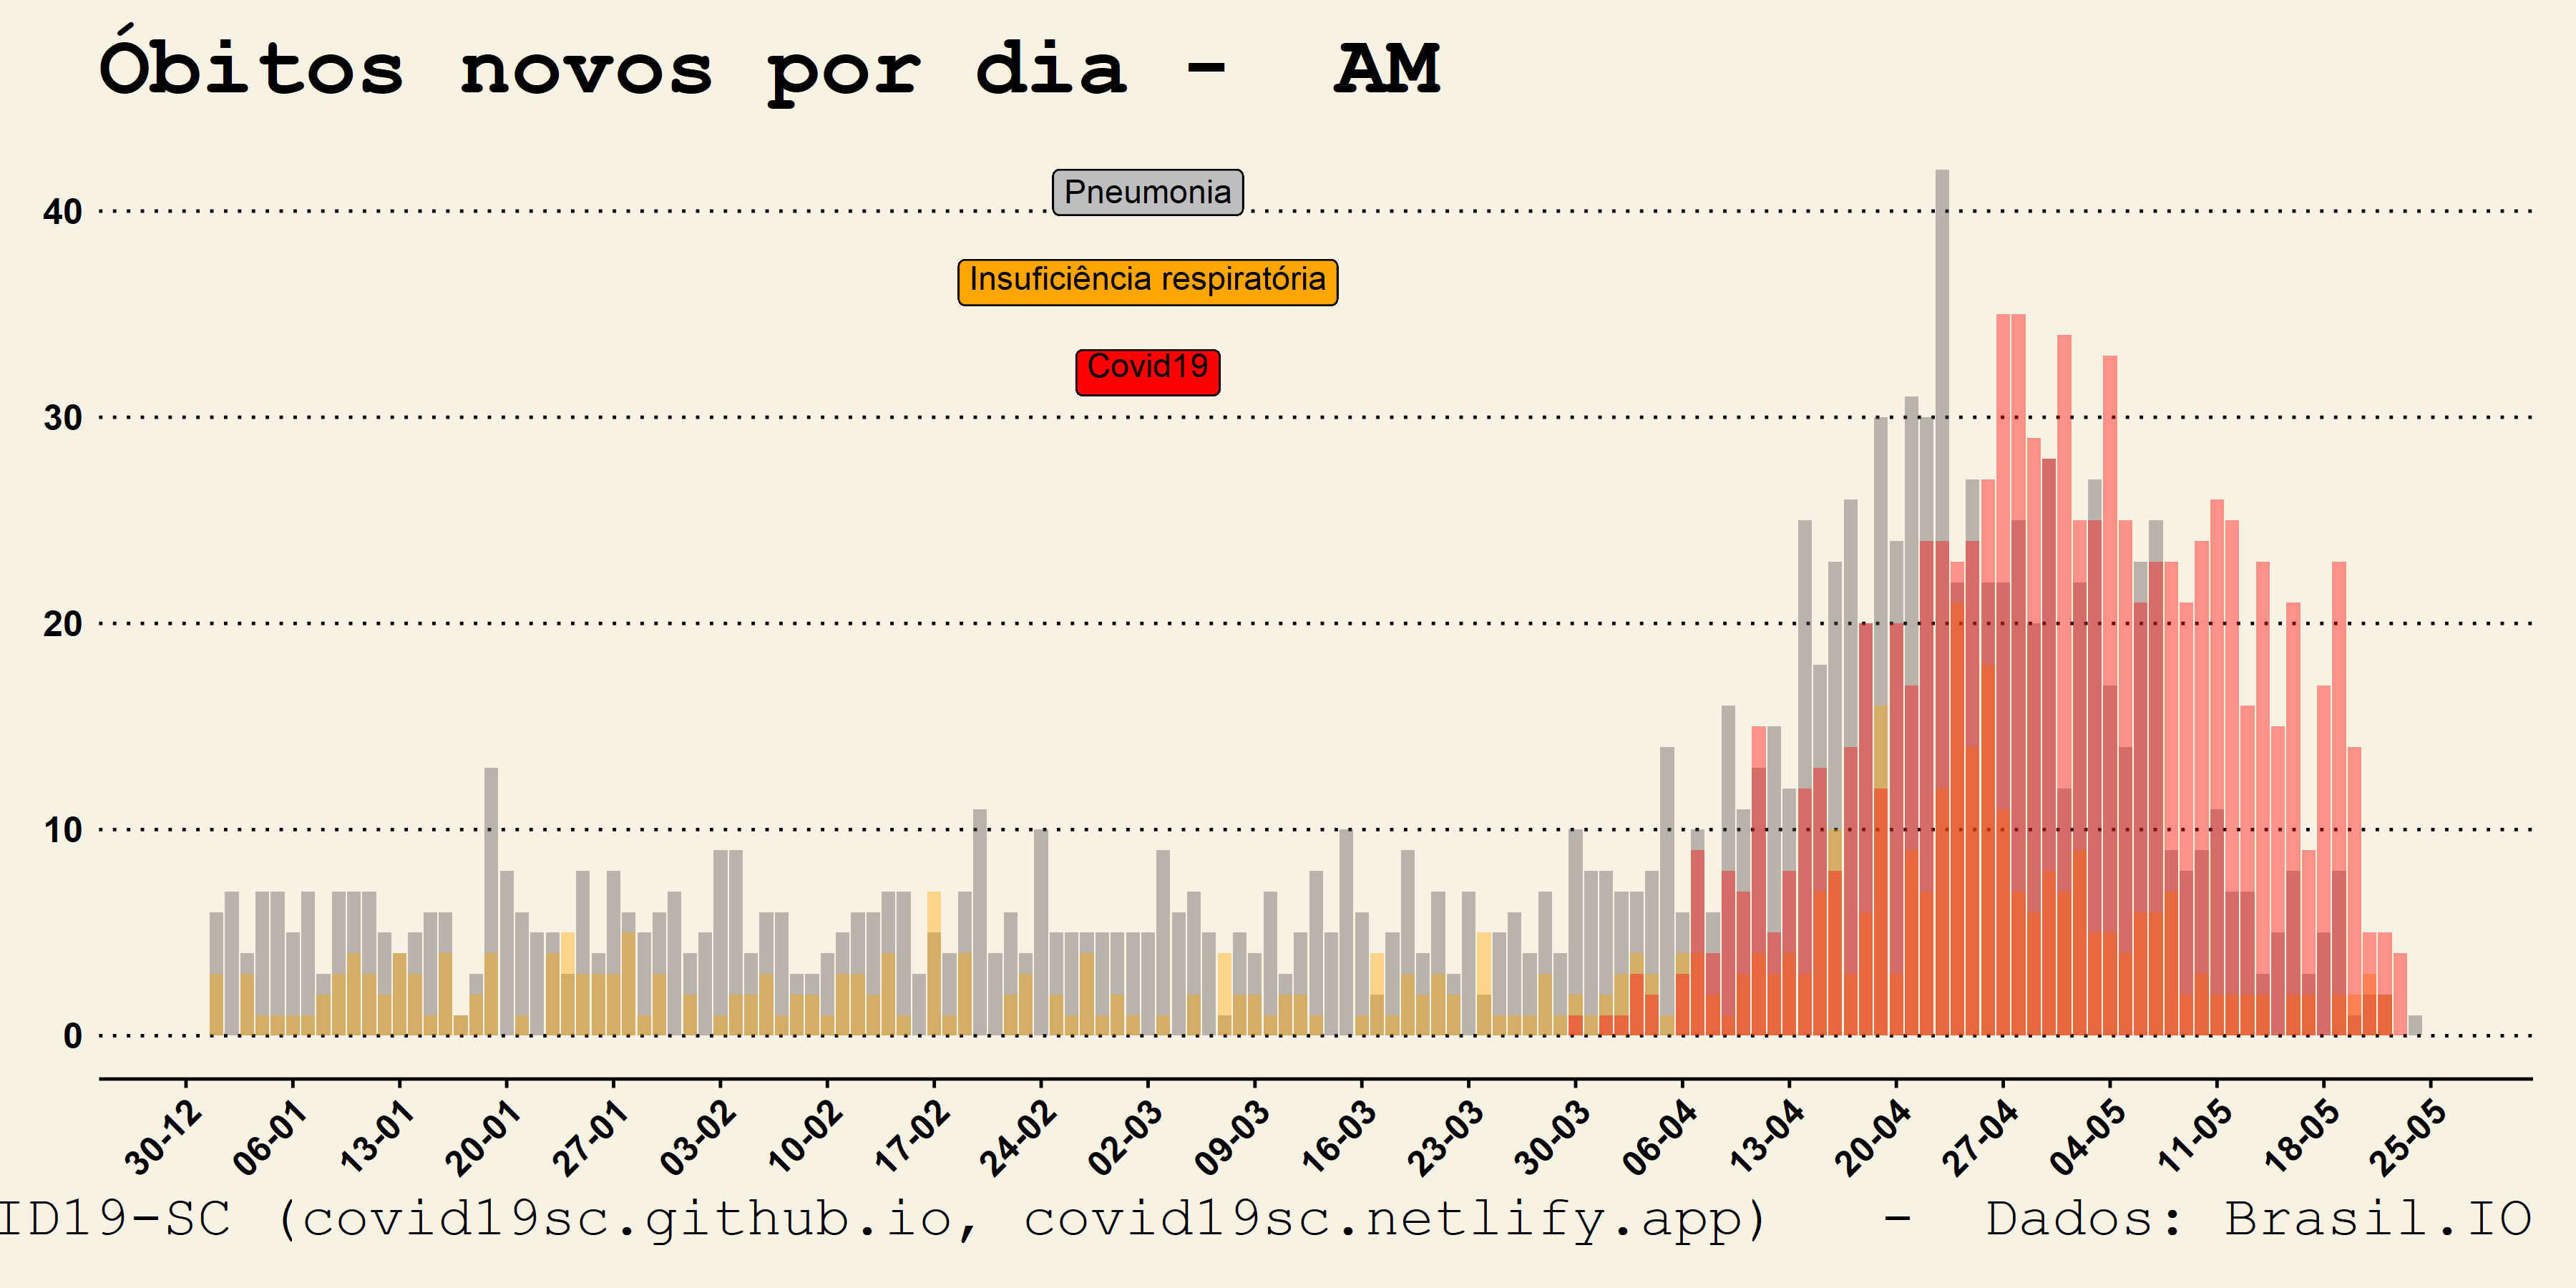 Óbitos novos por dia - AM
Pneumonia
Insuficiência respiratória
Covid19
40
30
20
10
0
30-12 06-01 13-01 20-01 27-01 03-02 10-02 17-02 24-02 02-03 09-03 16-03 23-03 30-03 06-04 13-04 20-04 27-04 04-05 11-05 18-05 25-05
ID19-SC (covid19sc.github.io, covid19sc.netlify.app) - Dados: Brasil.IO